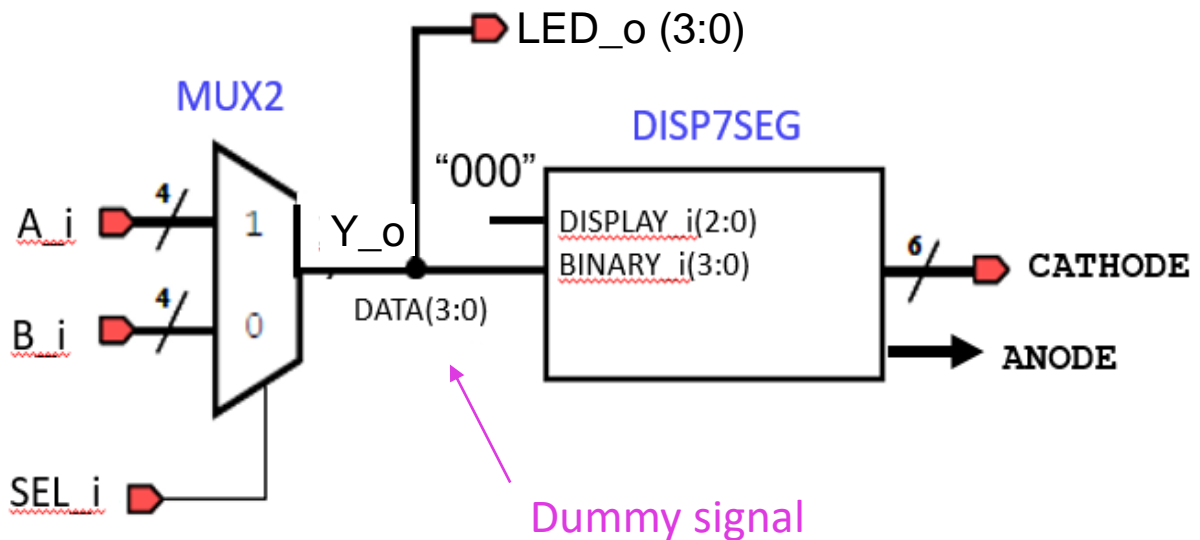 LED_o (3:0)
MUX2
DISP7SEG
“000”
4
A_i
1
Y_o
DISPLAY_i(2:0)
BINARY_i(3:0)
6
CATHODE
4
B_i
0
DATA(3:0)
ANODE
SEL_i
Dummy signal